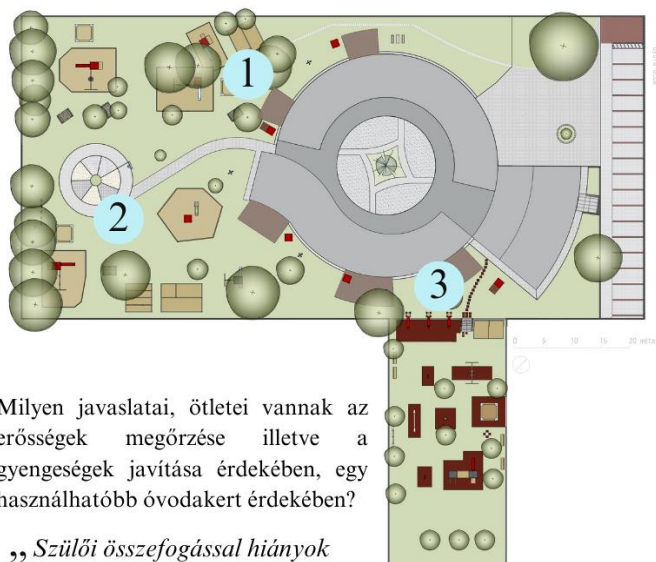 1
2
3
0 5 10 15 20 méter
Milyen javaslatai, ötletei vannak az
erősségek megőrzése illetve a
gyengeségek javítása érdekében, egy
használhatóbb óvodakert érdekében?
„ Szülői összefogással hiányok